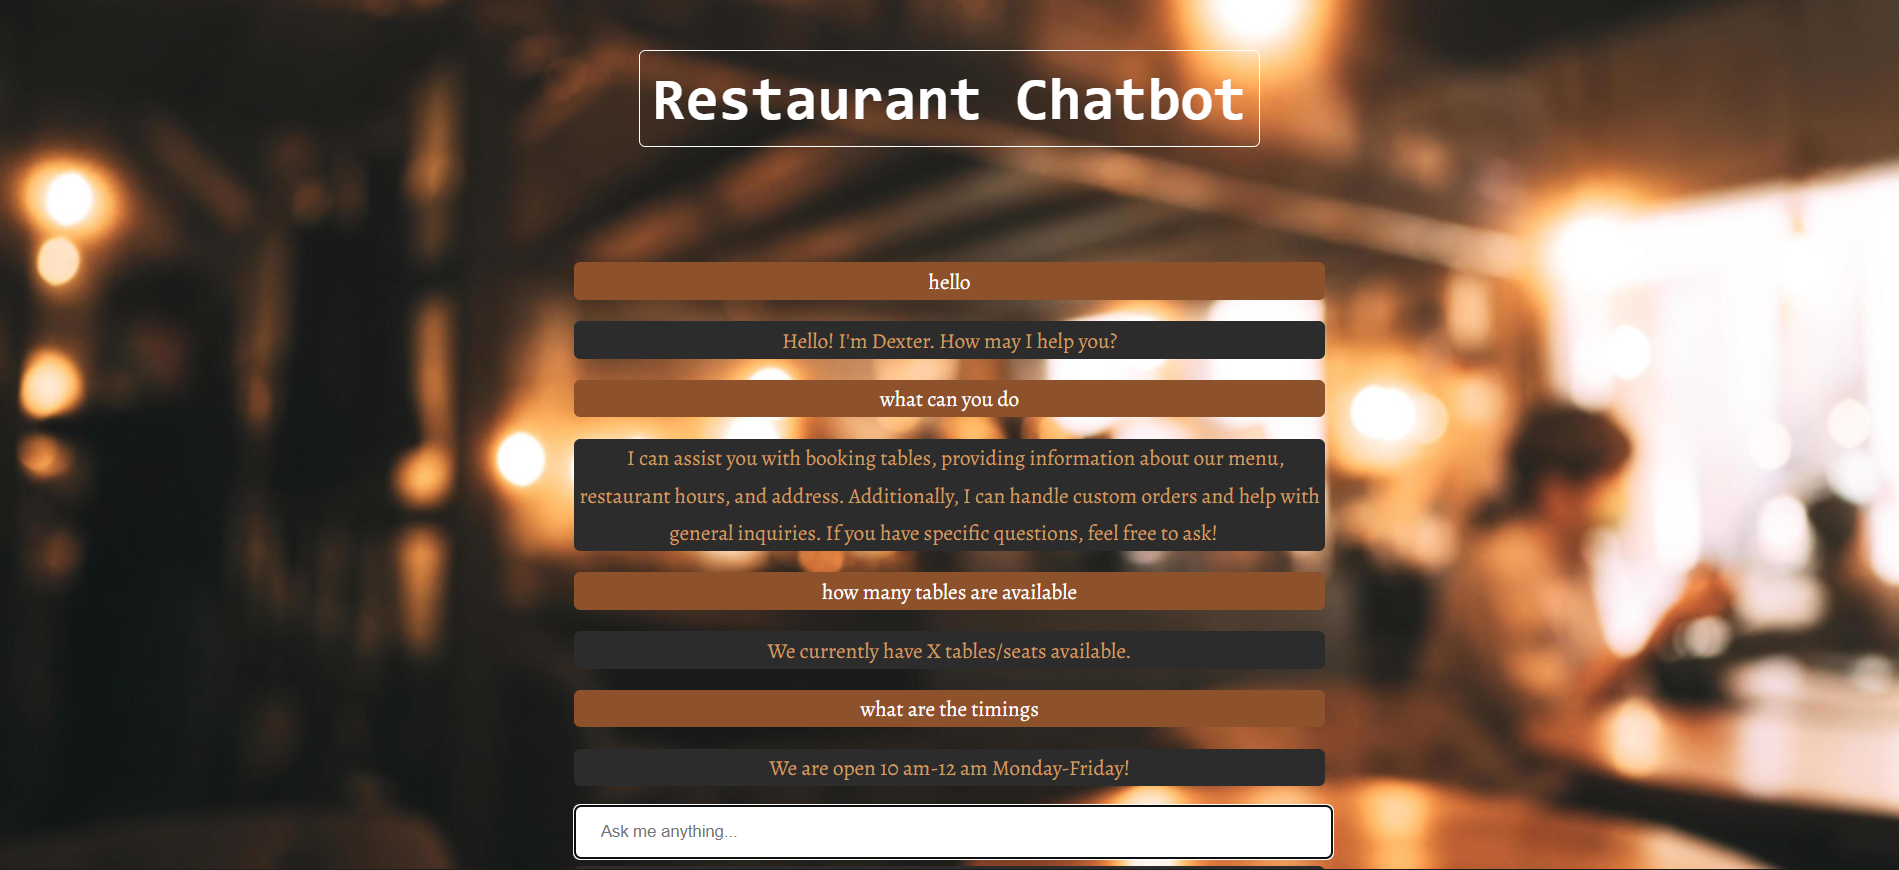 Restaurant Chatbot
hello
Hello! I'm Dexter. How may I help you?
what can you do
I can assist you with booking tables, providing information about our menu,
restaurant hours, and address. Additionally, I can handle custom orders and help with
general inquiries. If you have specific questions, feel free to ask!
how many tables are available
We currently have X tables/seats available.
what are the timings
We are open 10 am-12 am Monday-Friday!
Ask me anything...